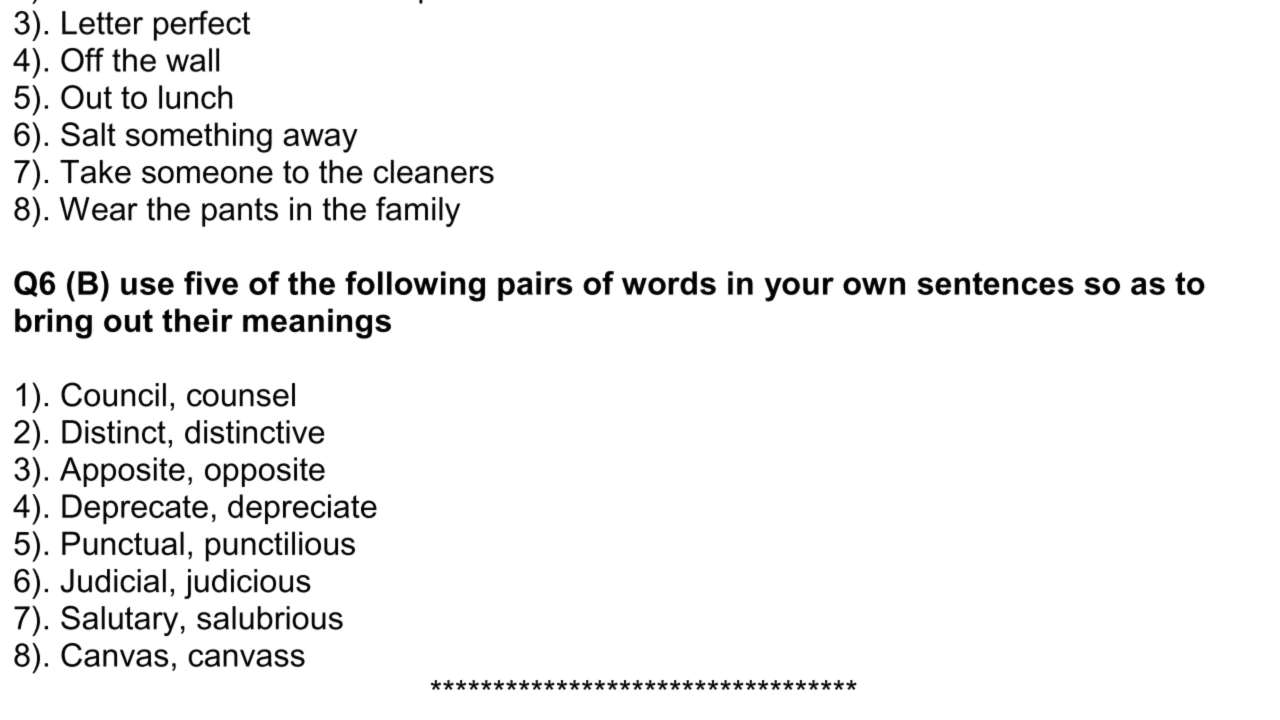 3). Letter perfect
4). Off the wall
5). Out to lunch
6). Salt something away
7). Take someone to the cleaners
8). Wear the pants in the family
Q6 (B) use five of the following pairs of words in your own sentences so as to
bring out their meanings
1). Council, counsel
2). Distinct, distinctive
3). Apposite, opposite
4). Deprecate, depreciate
5). Punctual, punctilious
6). Judicial, judicious
7). Salutary, salubrious
8). Canvas, canvass
**********************************